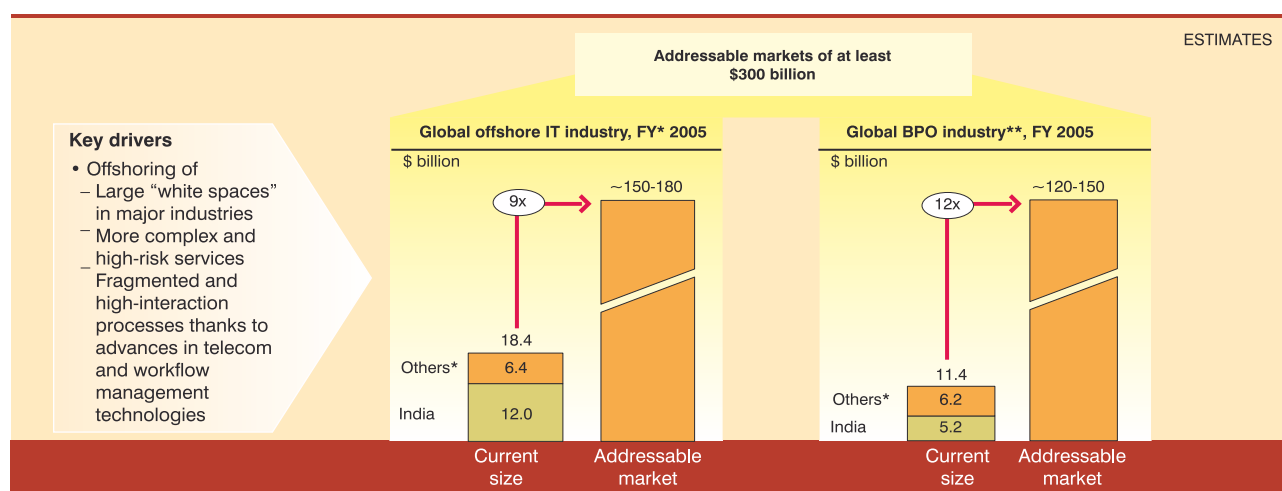 ESTIMATES
Addressable markets of at least
$300 billion
Key drivers
• Offshoring of
– Large “white spaces”
in major industries
– More complex and
high-risk services
– Fragmented and
high-interaction
processes thanks to
advances in telecom
and workflow
management
technologies
Global offshore IT industry, FY* 2005
$ billion
9x
~150-180
18.4
Others*
6.4
India
12.0
Current
size
Addressable
market
Global BPO industry**, FY 2005
$ billion
12x
~120-150
11.4
Others*
6.2
India
5.2
Current
size
Addressable
market